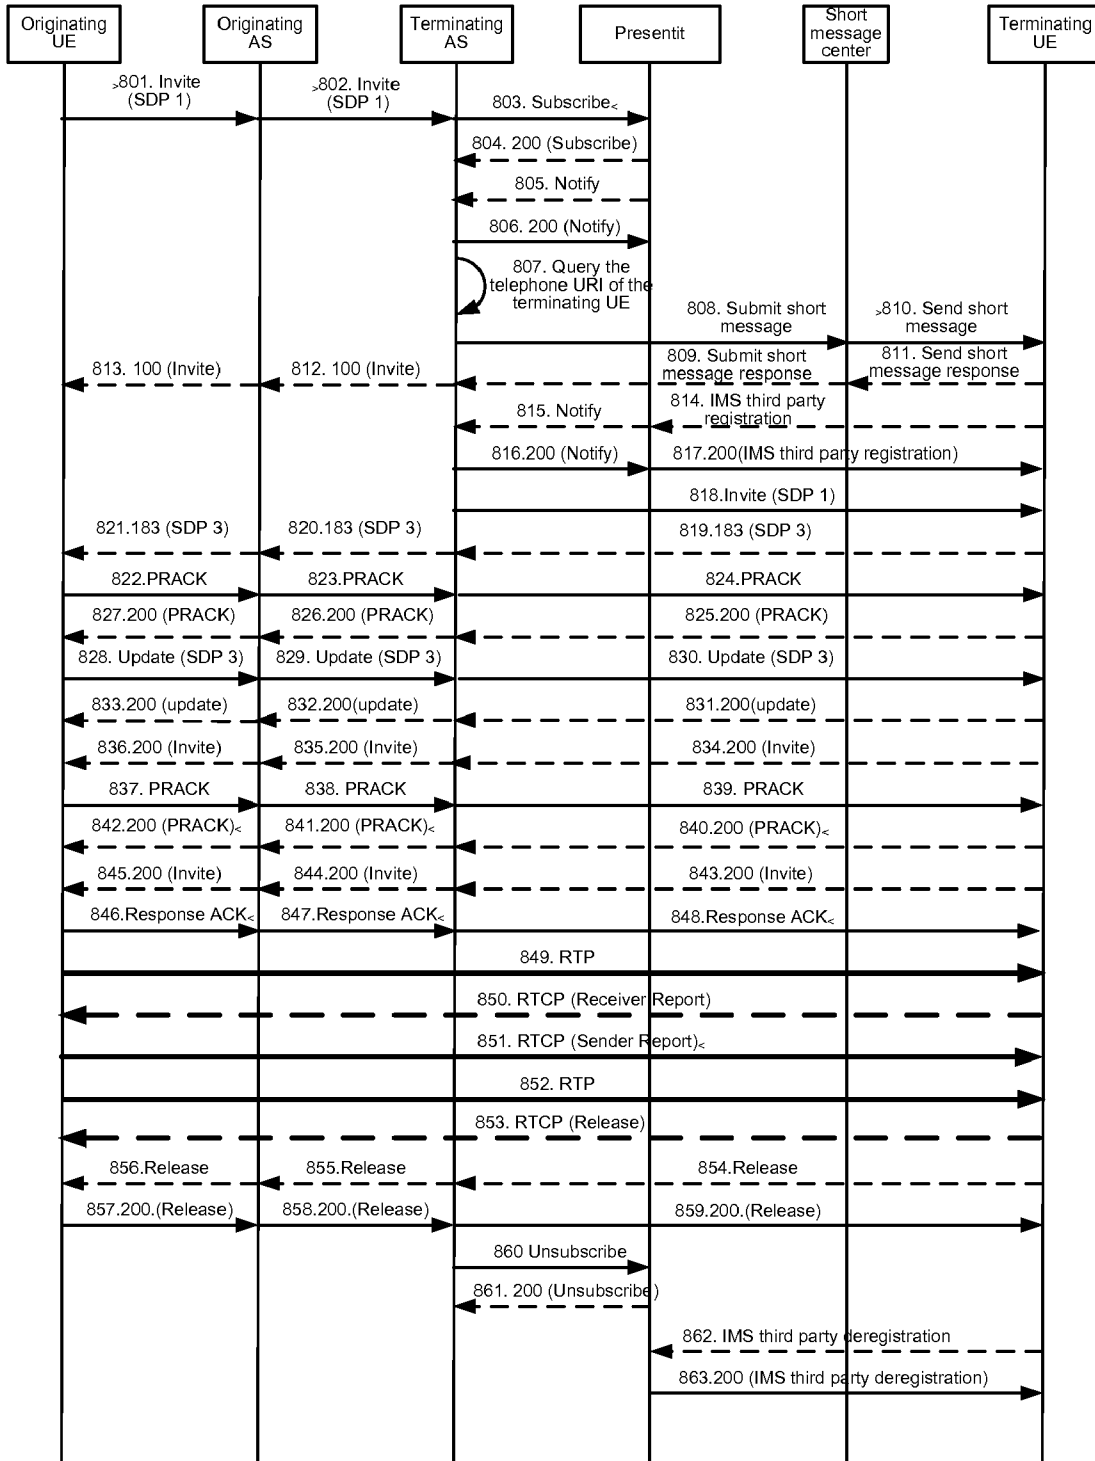 Originating
UE
Originating
AS
Terminating
AS
Presentit
Short
message
center
Terminating
UE
>801. Invite
(SDP 1)
>802. Invite
(SDP 1)
803. Subscribe<
804. 200 (Subscribe)
805. Notify
806. 200 (Notify)
807. Query the
telephone URI of the
terminating UE
808. Submit short
message
>810. Send short
message
813. 100 (Invite)
812. 100 (Invite)
809. Submit short
message response
811. Send short
message response
815. Notify
814. IMS third party
registration
816.200 (Notify)
817.200(IMS third party registration)
818.Invite (SDP 1)
821.183 (SDP 3)
820.183 (SDP 3)
819.183 (SDP 3)
822.PRACK
823.PRACK
824.PRACK
827.200 (PRACK)
826.200 (PRACK)
825.200 (PRACK)
828. Update (SDP 3)
829. Update (SDP 3)
830. Update (SDP 3)
833.200 (update)
832.200(update)
831.200(update)
836.200 (Invite)
835.200 (Invite)
834.200 (Invite)
837. PRACK
838. PRACK
839. PRACK
842.200 (PRACK)<
841.200 (PRACK)<
840.200 (PRACK)<
845.200 (Invite)
844.200 (Invite)
843.200 (Invite)
846.Response ACK<
847.Response ACK<
848.Response ACK<
849. RTP
850. RTCP (Receiver Report)
851. RTCP (Sender Report)<
852. RTP
853. RTCP (Release)
856.Release
855.Release
854.Release
857.200.(Release)
858.200.(Release)
859.200.(Release)
860 Unsubscribe
861. 200 (Unsubscribe)
862. IMS third party deregistration
863.200 (IMS third party deregistration)